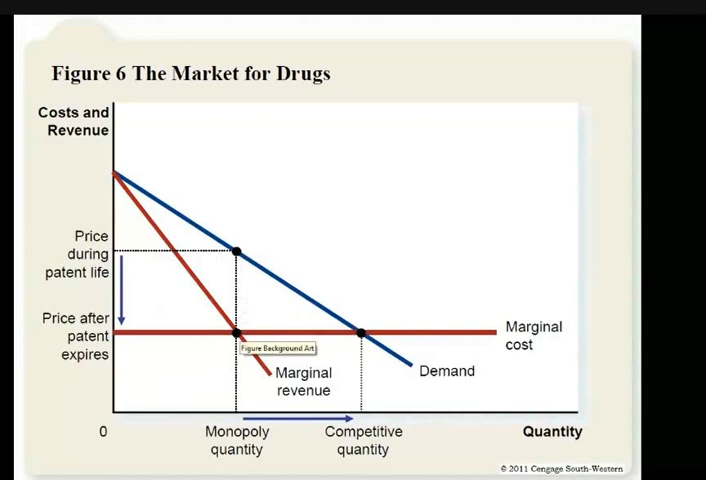 Figure 6 The Market for Drugs
Costs and
Revenue
Price
during
patent life
Price after
patent
expires
Marginal
cost
Figure Background Art
Marginal
revenue
Demand
0
Monopoly
quantity
Competitive
quantity
Quantity
© 2011 Cengage South-Western